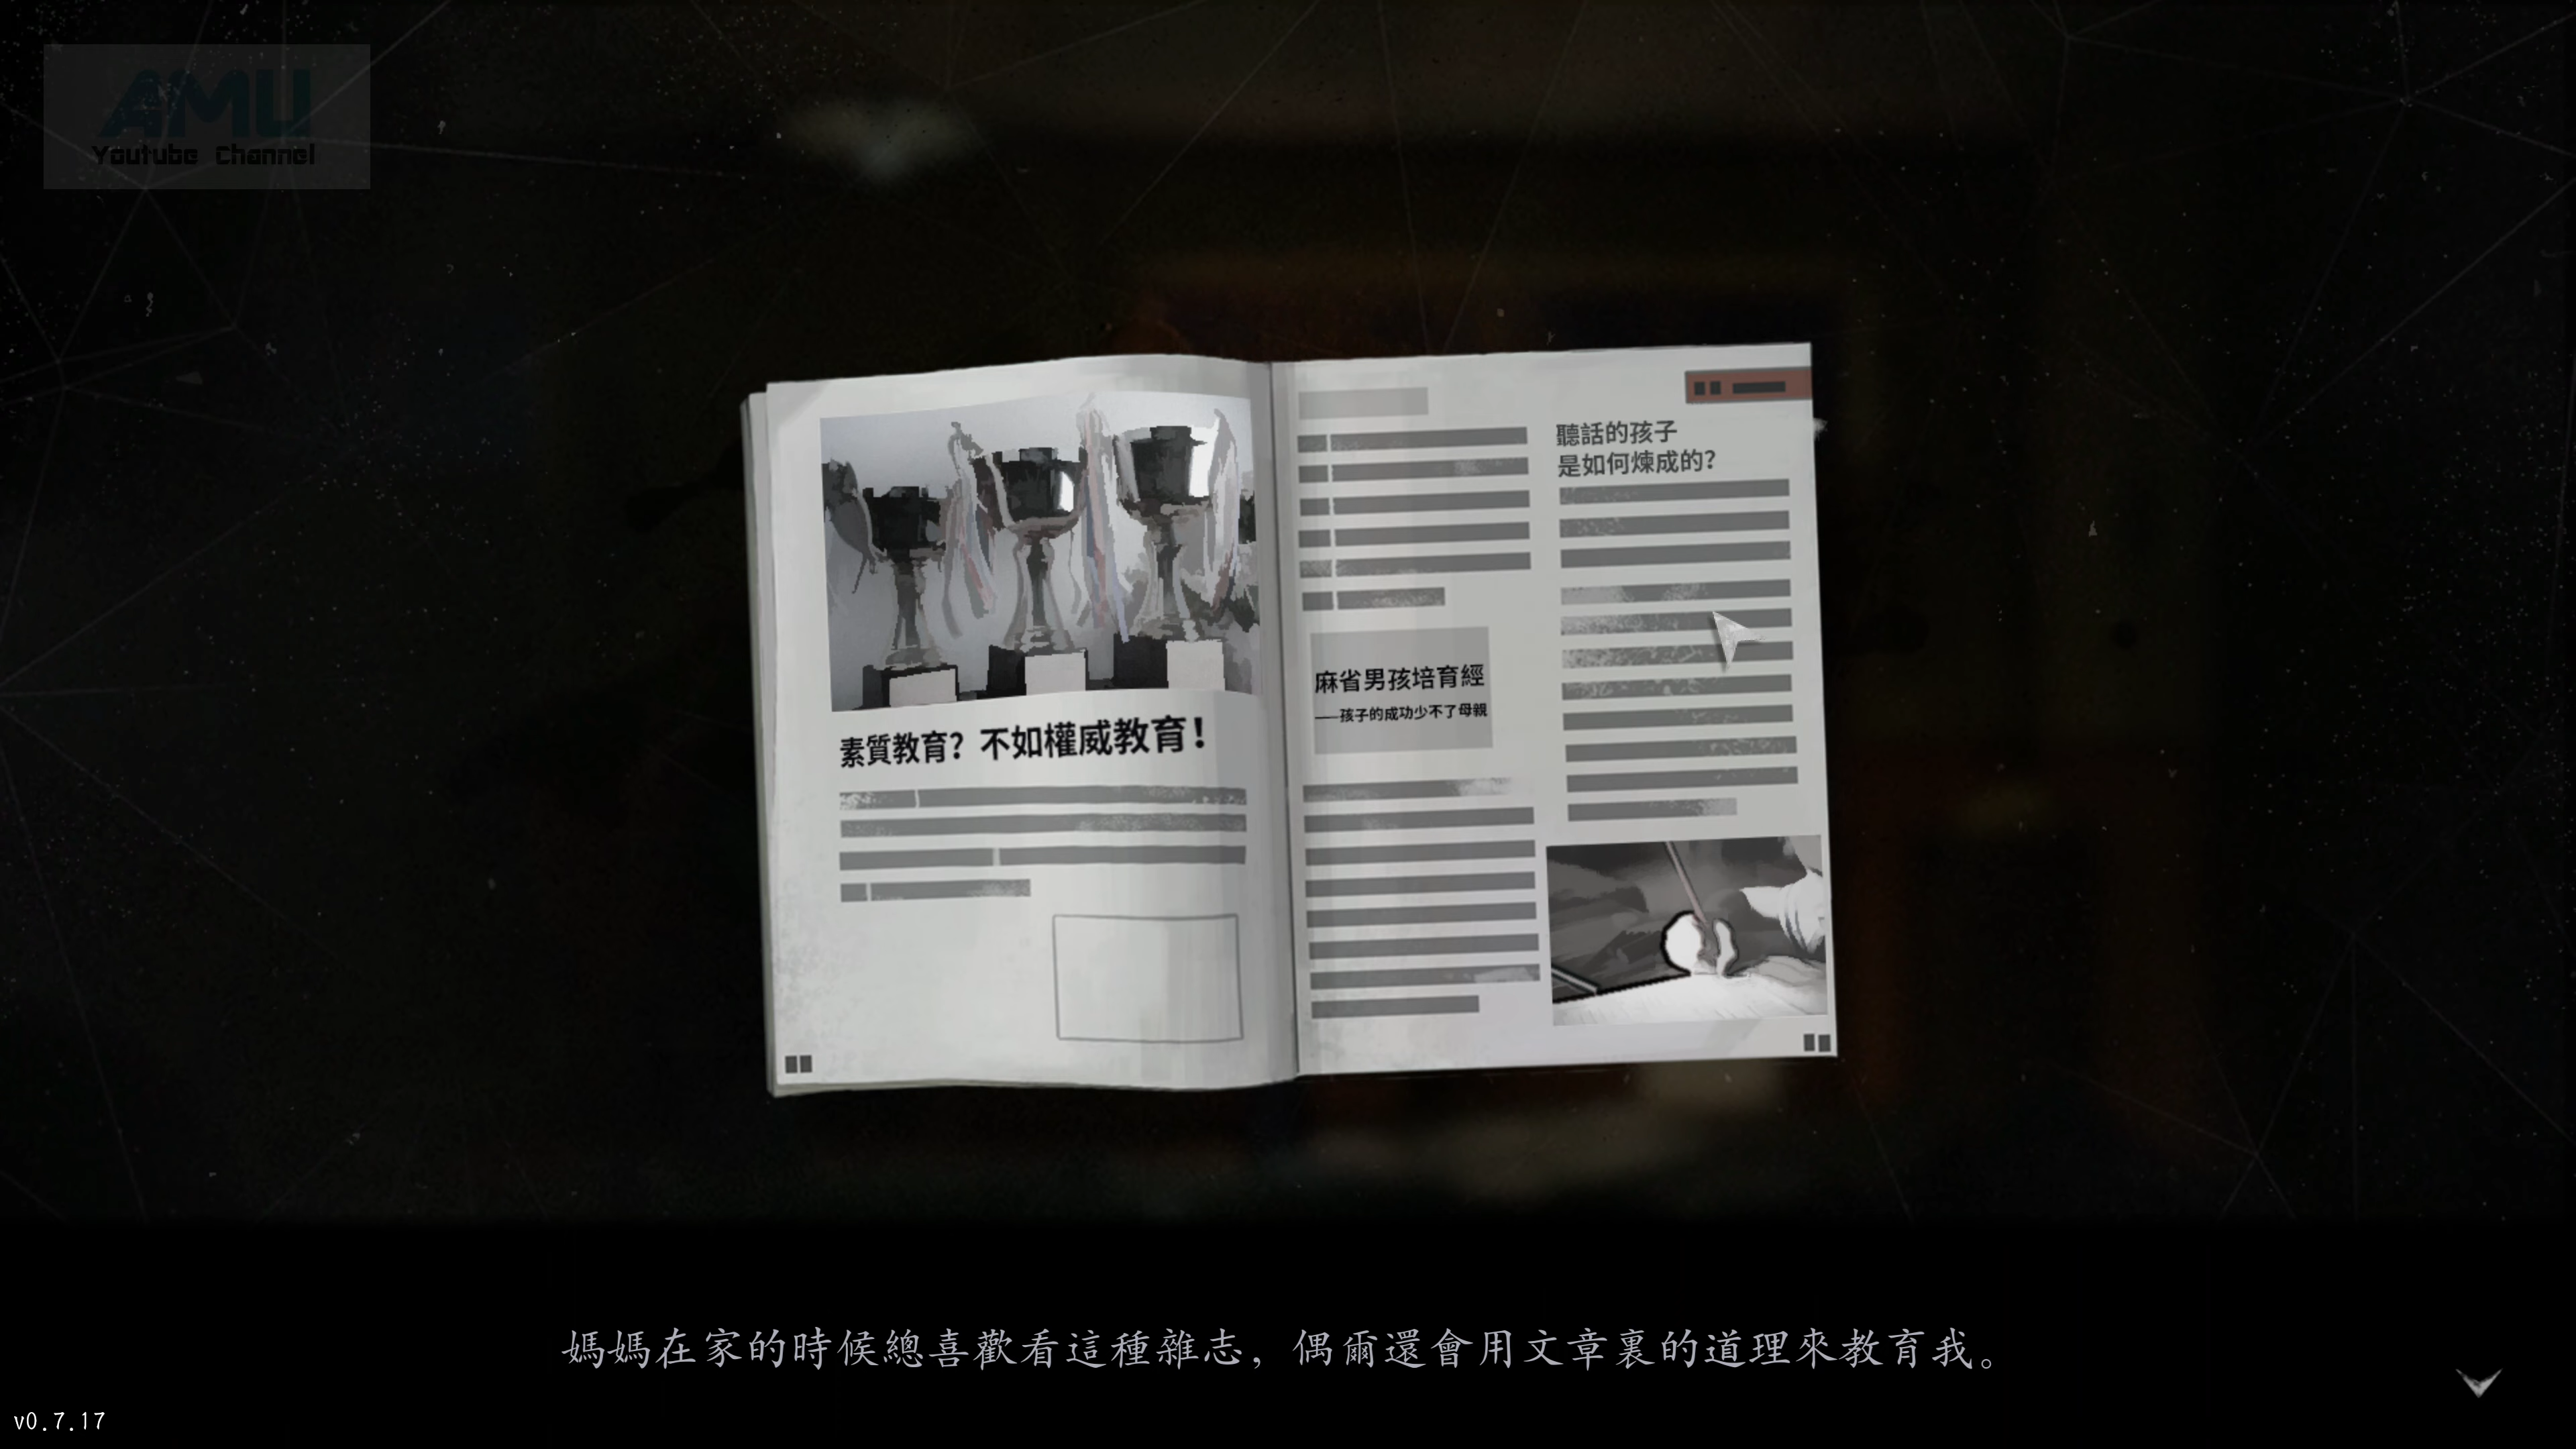 AMU
Youtube Channel
素質教育？不如權威教育！
麻省男孩培育經
——孩子的成功少不了母親
聽話的孩子
是如何煉成的？
媽媽在家的時候總喜歡看這種雜志，偶爾還會用文章裏的道理來教育我。
v0.7.17